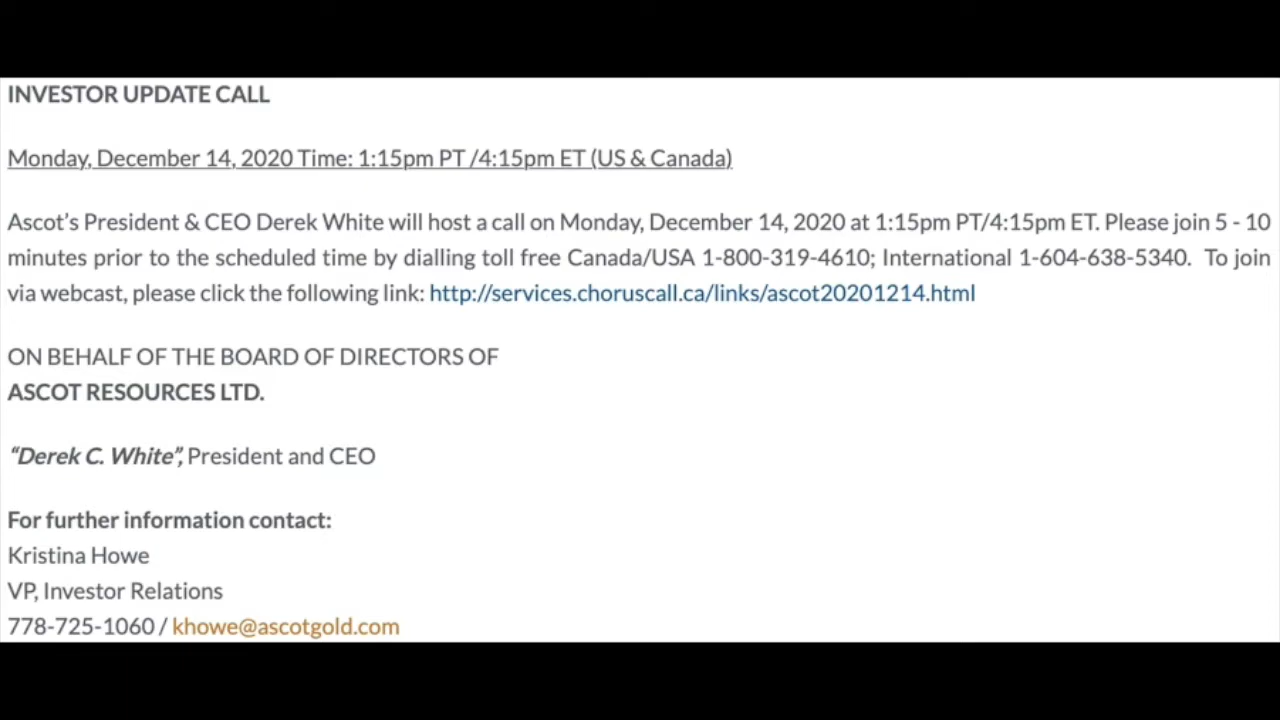 INVESTOR UPDATE CALL
Monday, December 14, 2020 Time: 1:15pm PT /4:15pm ET (US & Canada)
Ascot’s President & CEO Derek White will host a call on Monday, December 14, 2020 at 1:15pm PT/4:15pm ET. Please join 5 - 10
minutes prior to the scheduled time by dialling toll free Canada/USA 1-800-319-4610; International 1-604-638-5340. To join
via webcast, please click the following link: http://services.choruscall.ca/links/ascot20201214.html
ON BEHALF OF THE BOARD OF DIRECTORS OF
ASCOT RESOURCES LTD.
“Derek C. White”, President and CEO
For further information contact:
Kristina Howe
VP, Investor Relations
778-725-1060 / khowe@ascotgold.com